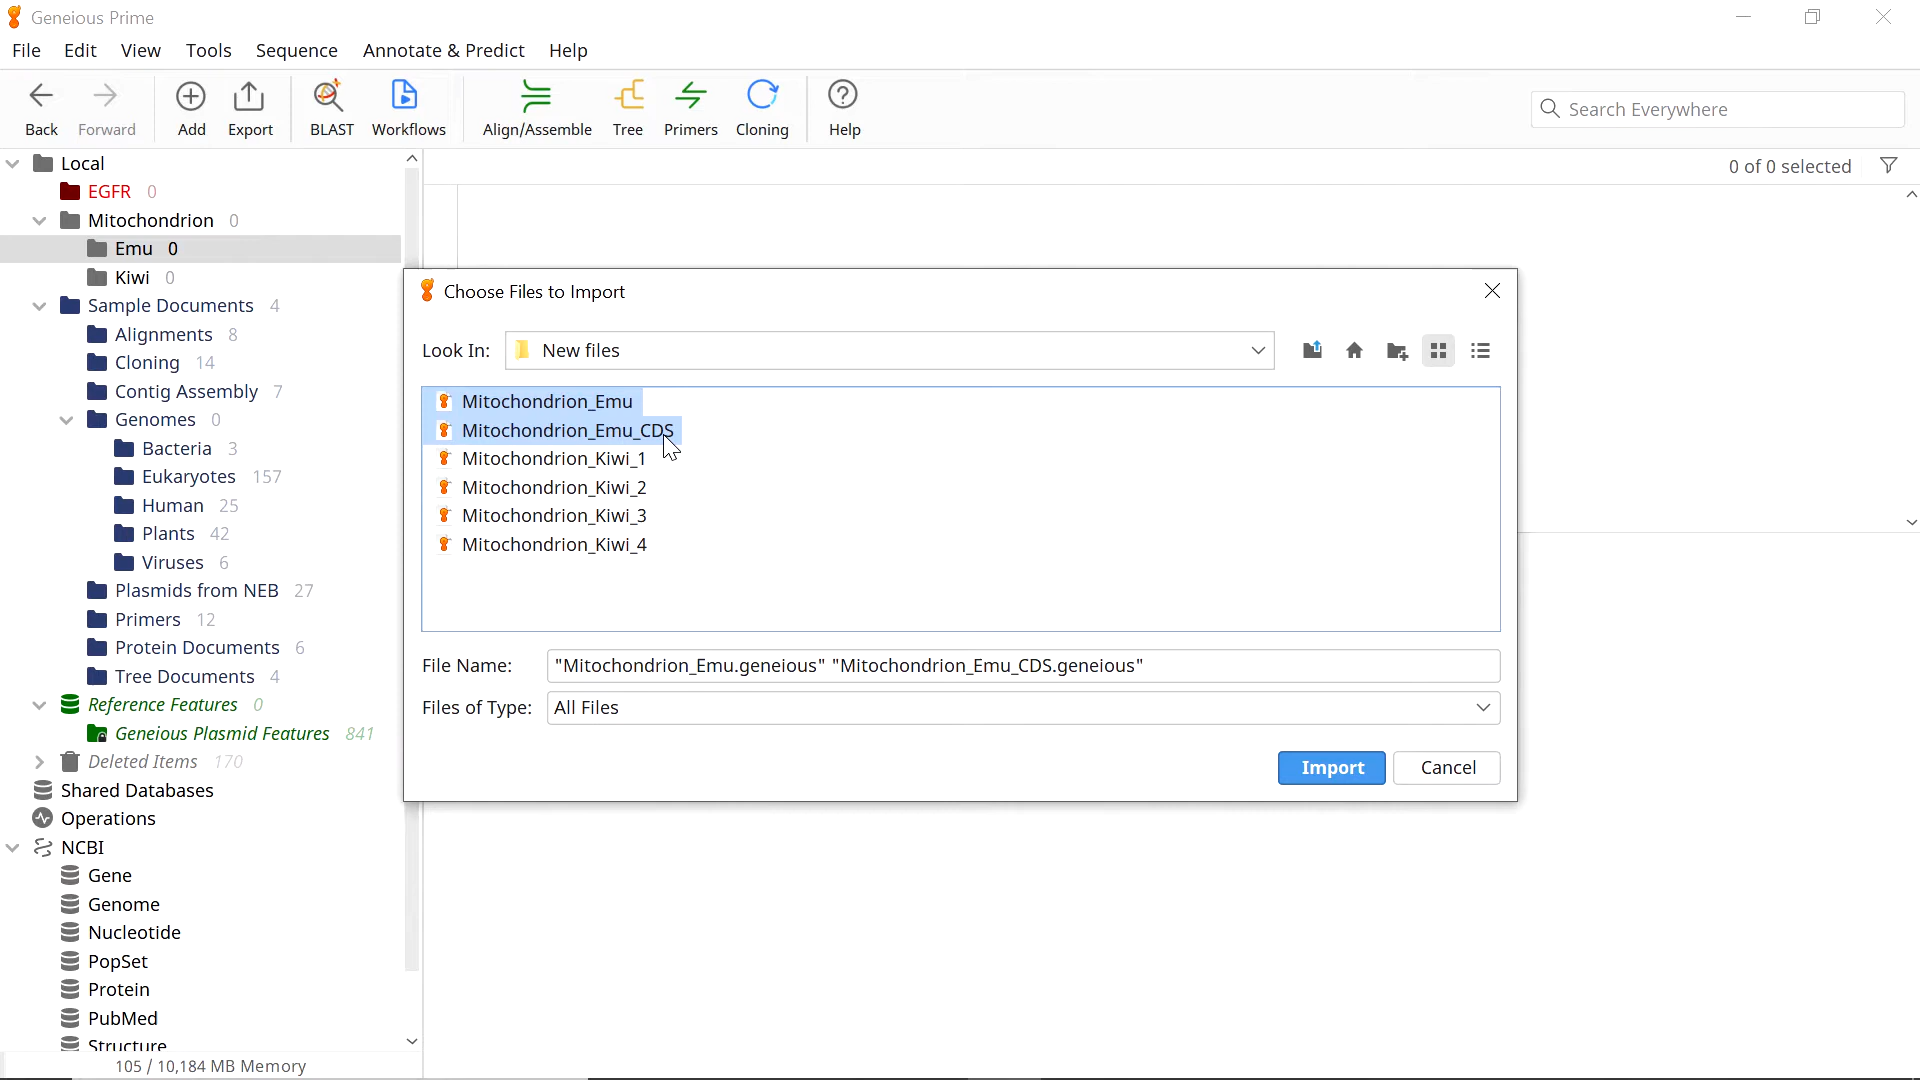 Geneious Prime
File Edit View Tools Sequence Annotate & Predict Help
Back Forward Add Export BLAST Workflows Align/Assemble Tree Primers Cloning Help
Search Everywhere
0 of 0 selected
Local
EGFR 0
Mitochondrion 0
Emu 0
Kiwi 0
Sample Documents 4
Alignments 8
Cloning 14
Contig Assembly 7
Genomes 0
Bacteria 3
Eukaryotes 157
Human 25
Plants 42
Viruses 6
Plasmids from NEB 27
Primers 12
Protein Documents 6
Tree Documents 4
Reference Features 0
Geneious Plasmid Features 841
Deleted Items 170
Shared Databases
Operations
NCBI
Gene
Genome
Nucleotide
PopSet
Protein
PubMed
Structure
105 / 10,184 MB Memory
Choose Files to Import
Look In: New files
Mitochondrion_Emu
Mitochondrion_Emu_CDS
Mitochondrion_Kiwi_1
Mitochondrion_Kiwi_2
Mitochondrion_Kiwi_3
Mitochondrion_Kiwi_4
File Name: "Mitochondrion_Emu.geneious" "Mitochondrion_Emu_CDS.geneious"
Files of Type: All Files
Import Cancel